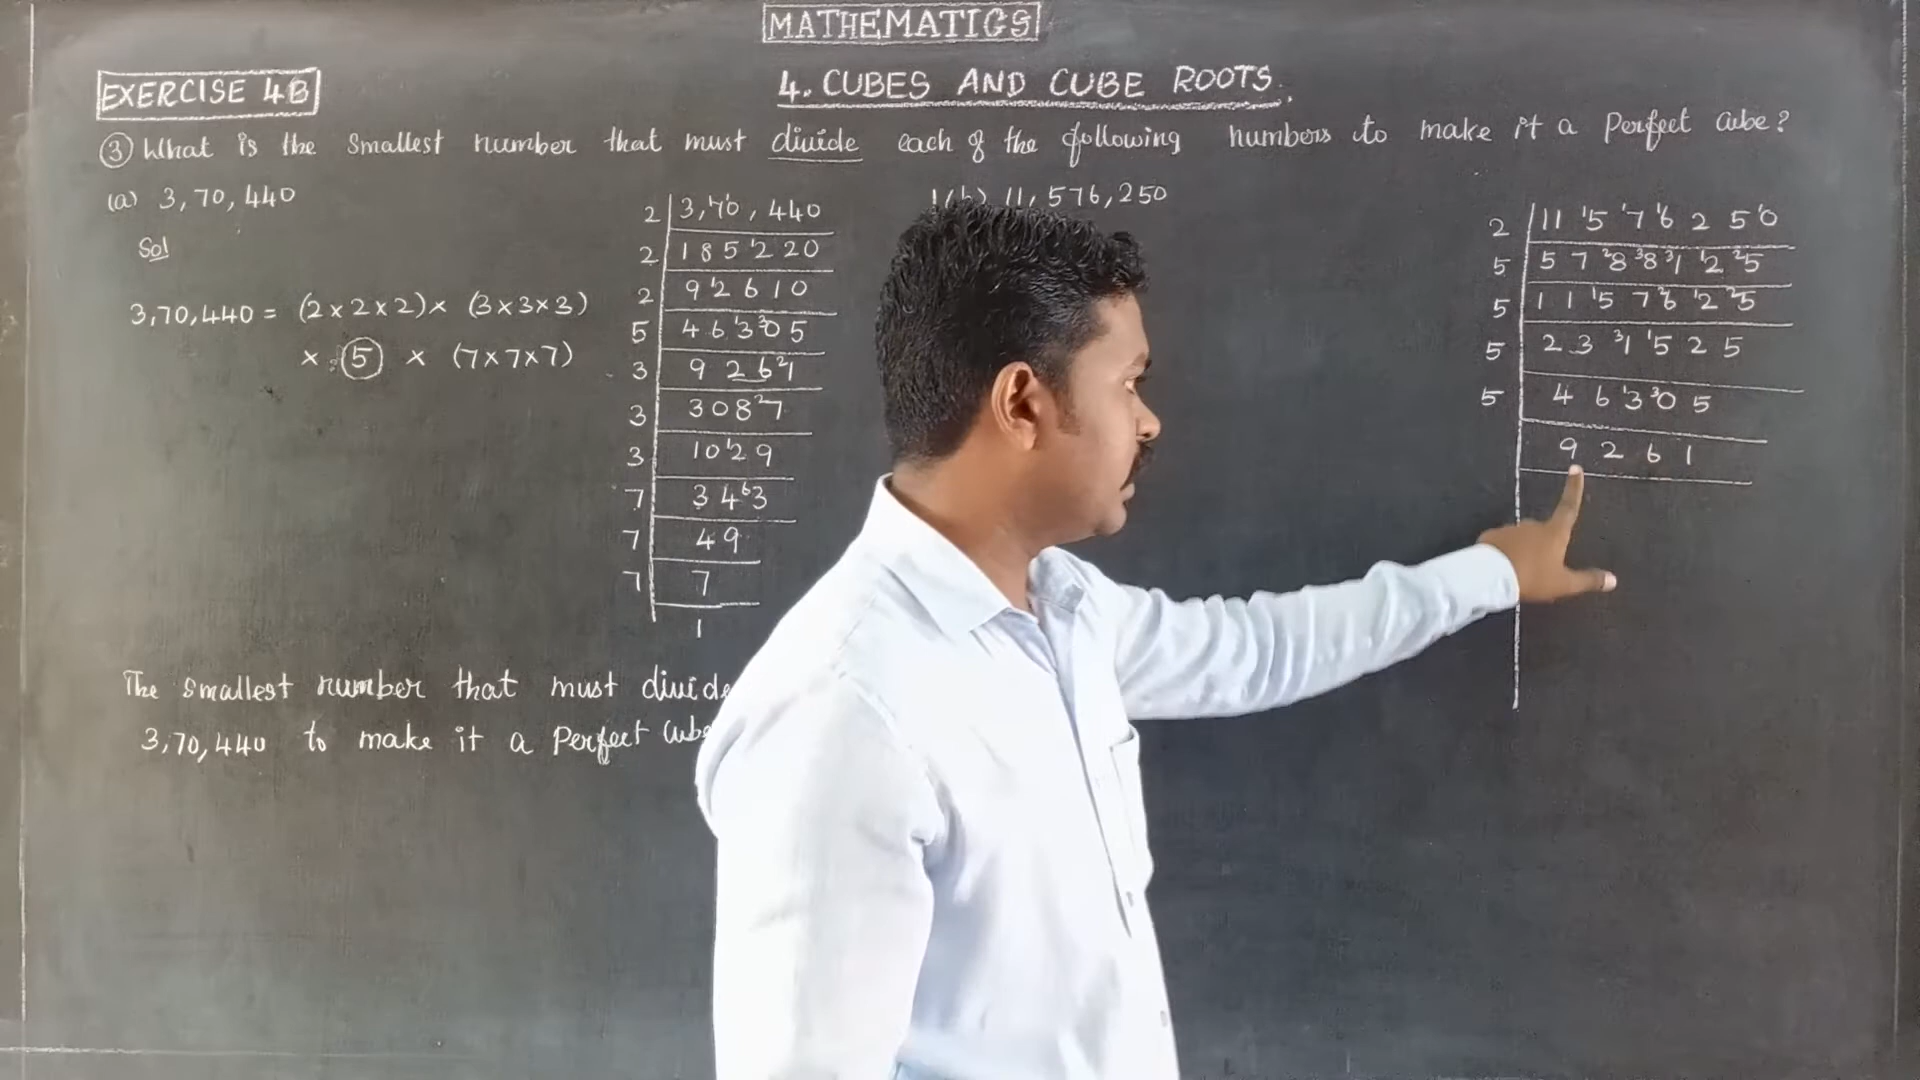 MATHEMATICS
EXERCISE 4B
4. CUBES AND CUBE ROOTS.
③ What is the smallest number that must divide each of the following numbers to make it a Perfect cube?
(a) 3,70,440
Sol
3,70,440 = (2×2×2)× (3×3×3)
× 5 × (7×7×7)
2 | 3,70,440
2 | 185220
2 | 92610
5 | 46305
3 | 9261
3 | 3087
3 | 1029
7 | 343
7 | 49
7 | 7
1
The smallest number that must divide
3,70,440 to make it a Perfect cube
(b) 11,576,250
2 | 11576250
5 | 5788125
5 | 1157625
5 | 231525
5 | 46305
9261